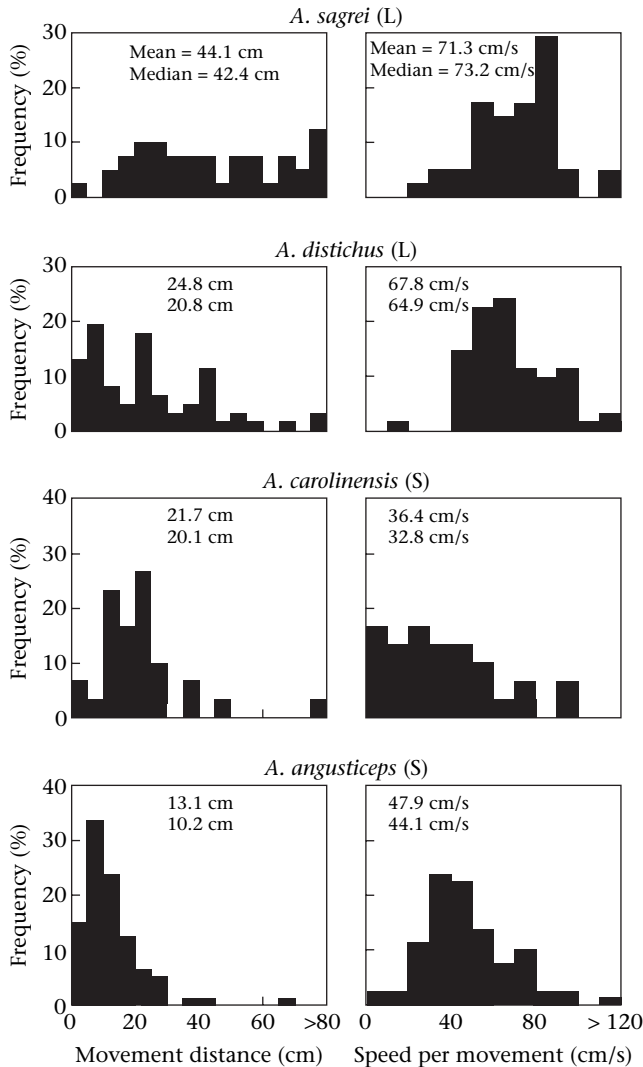 A. sagrei (L)
Frequency (%)
30
20
10
0
Mean = 44.1 cm
Median = 42.4 cm
Mean = 71.3 cm/s
Median = 73.2 cm/s
A. distichus (L)
Frequency (%)
30
20
10
0
24.8 cm
20.8 cm
67.8 cm/s
64.9 cm/s
A. carolinensis (S)
Frequency (%)
40
30
20
10
0
21.7 cm
20.1 cm
36.4 cm/s
32.8 cm/s
A. angusticeps (S)
Frequency (%)
40
30
20
10
0
13.1 cm
10.2 cm
47.9 cm/s
44.1 cm/s
0 20 40 60 >80
Movement distance (cm)
0 40 80 > 120
Speed per movement (cm/s)